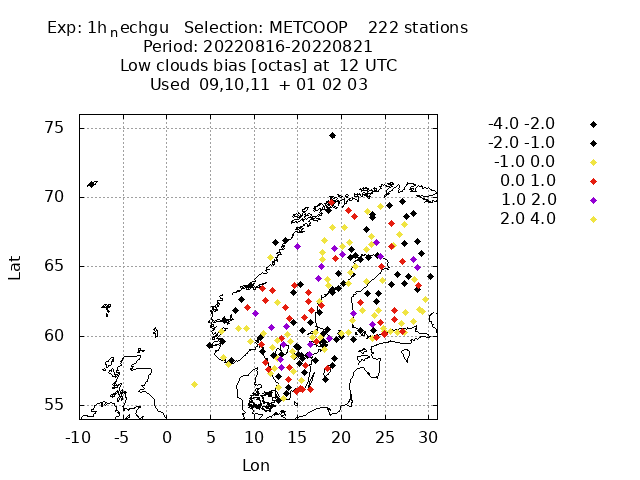 Exp: 1h_nechgu Selection: METCOOP 222 stations
Period: 20220816-20220821
Low clouds bias [octas] at 12 UTC
Used 09,10,11 + 01 02 03
75
70
65
60
55
Lat
-10 -5 0 5 10 15 20 25 30
Lon
-4.0 -2.0
-2.0 -1.0
-1.0 0.0
0.0 1.0
1.0 2.0
2.0 4.0